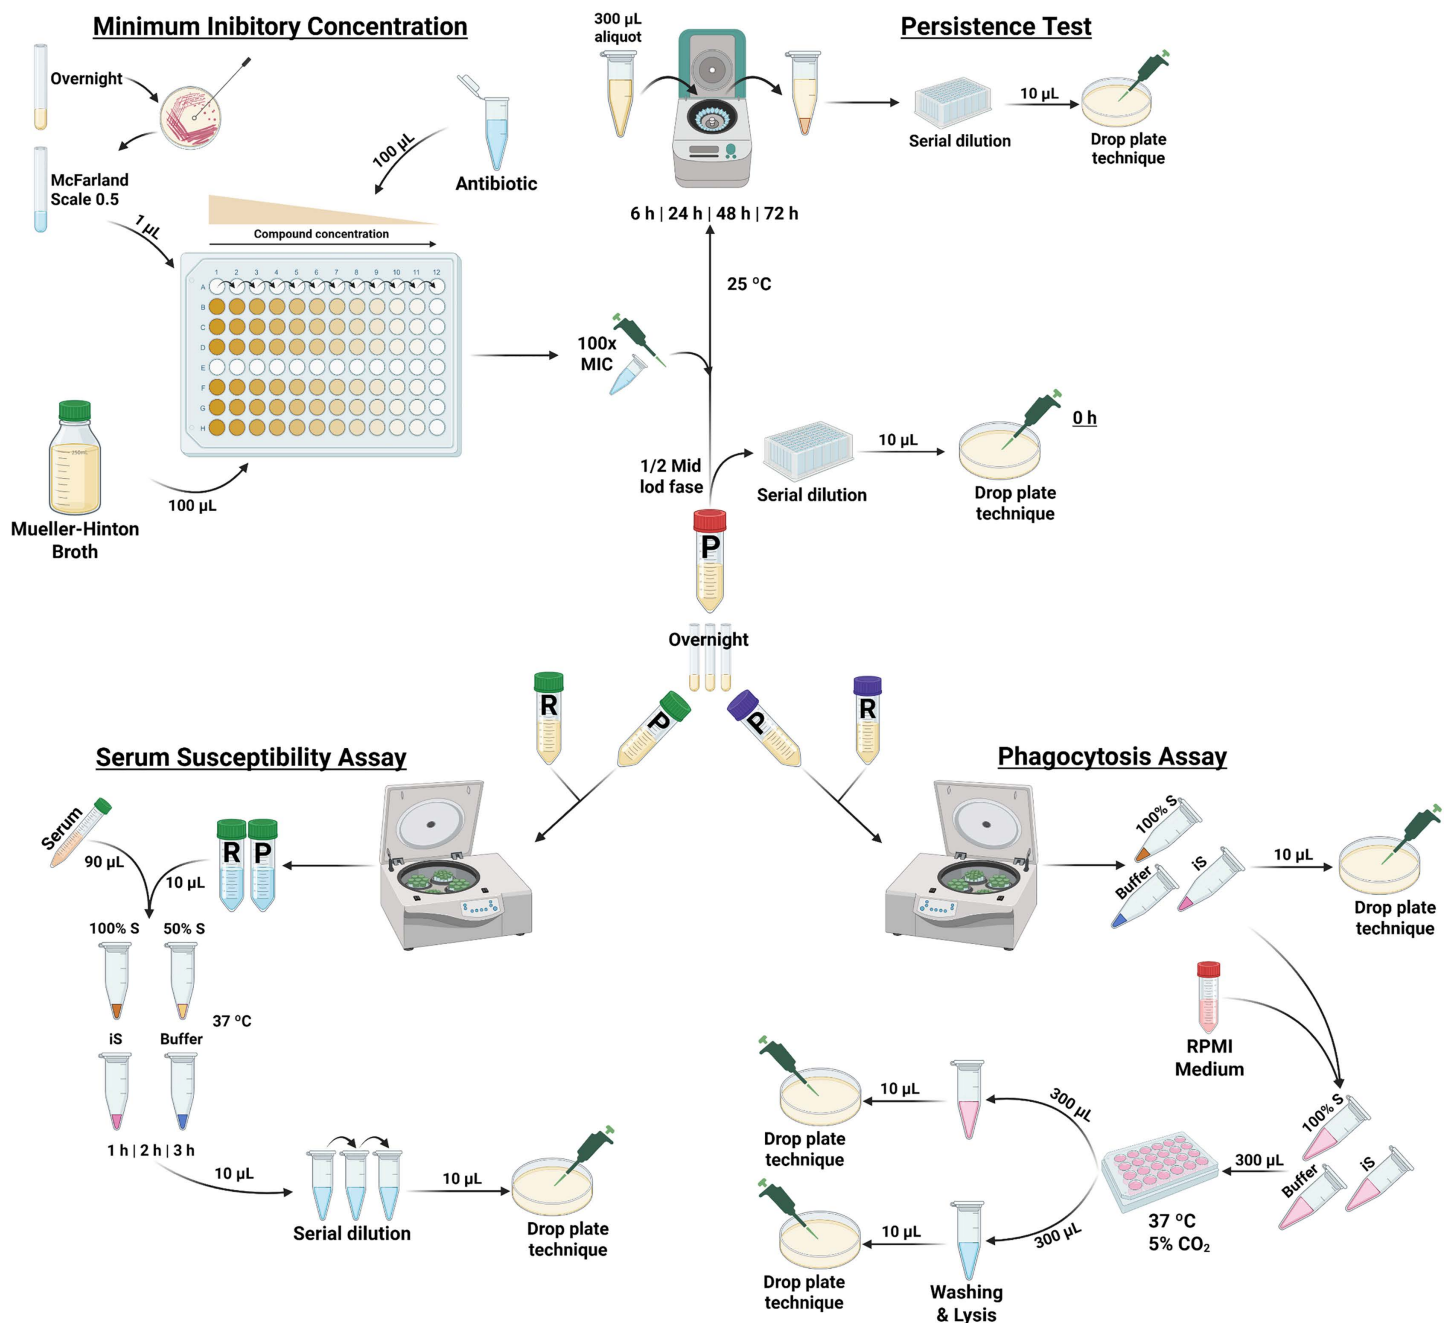 Minimum Inibitory Concentration
Overnight
McFarland
Scale 0.5
1 µL
100 µL
Antibiotic
Compound concentration
1 2 3 4 5 6 7 8 9 10 11 12
A
B
C
D
E
F
G
H
250mL
100 µL
Mueller-Hinton
Broth
300 µL
aliquot
Persistence Test
Serial dilution
10 µL
Drop plate
technique
6 h | 24 h | 48 h | 72 h
25 ºC
100x
MIC
1/2 Mid
lod fase
Serial dilution
10 µL
0 h
Drop plate
technique
P
Overnight
R
P
P
R
Serum Susceptibility Assay
Serum
90 µL
10 µL
R
P
100% S
50% S
37 ºC
iS
Buffer
1 h | 2 h | 3 h
10 µL
Serial dilution
10 µL
Drop plate
technique
Phagocytosis Assay
100% S
Buffer
iS
10 µL
Drop plate
technique
RPMI
Medium
100% S
Buffer
iS
300 µL
37 ºC
5% CO₂
300 µL
10 µL
Drop plate
technique
300 µL
Washing
& Lysis
10 µL
Drop plate
technique